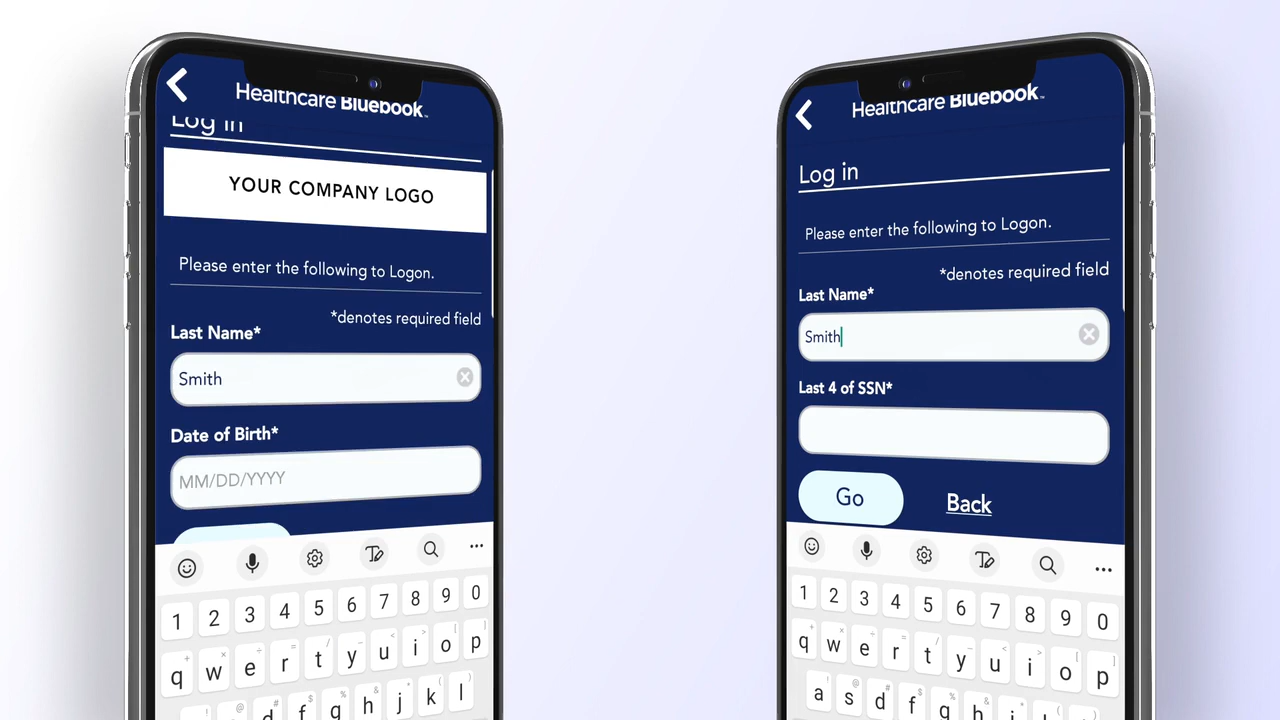 Healthcare Bluebook™
Log in
YOUR COMPANY LOGO
Please enter the following to Logon.
*denotes required field
Last Name*
Smith
Date of Birth*
MM/DD/YYYY
1 2 3 4 5 6 7 8 9 0
q w e r t y u i o p
d f g h j k l
Healthcare Bluebook™
Log in
Please enter the following to Logon.
*denotes required field
Last Name*
Smith
Last 4 of SSN*
Go Back
1 2 3 4 5 6 7 8 9 0
q w e r t y u i o p
a s d f g h